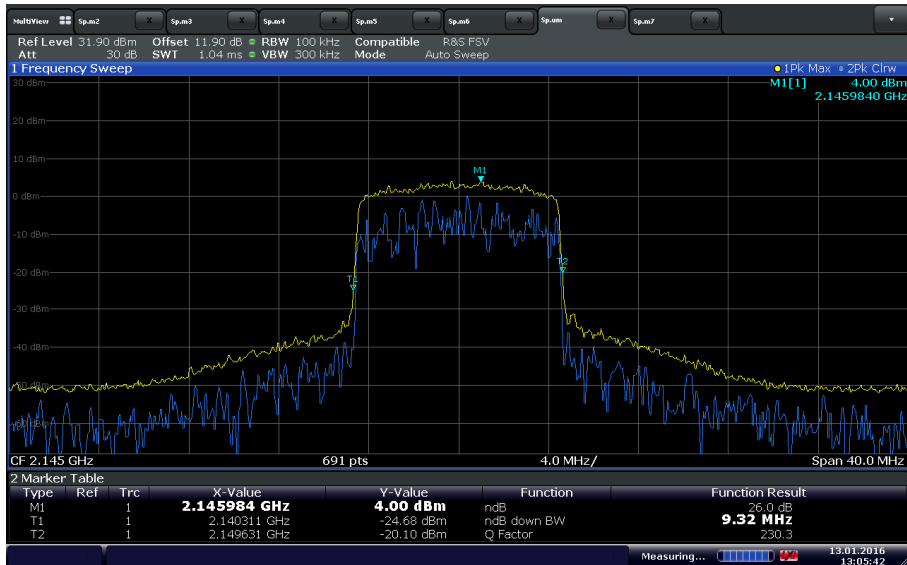 MultiView Sp.m2 X Sp.m3 X Sp.m4 X Sp.m5 X Sp.m6 X Sp.um X Sp.m7 X
Ref Level 31.90 dBm Offset 11.90 dB RBW 100 kHz Compatible R&S FSV
Att 30 dB SWT 1.04 ms VBW 300 kHz Mode Auto Sweep
1 Frequency Sweep 1Pk Max 2Pk Clrw
30 dBm
M1[1] 4.00 dBm
2.1459840 GHz
20 dBm
10 dBm
M1
0 dBm
-10 dBm
T2
-20 dBm
T1
-30 dBm
-40 dBm
-50 dBm
-60 dBm
CF 2.145 GHz 691 pts 4.0 MHz/ Span 40.0 MHz
2 Marker Table
Type Ref Trc X-Value Y-Value Function Function Result
M1 1 2.145984 GHz 4.00 dBm ndB 26.0 dB
T1 1 2.140311 GHz -24.68 dBm ndB down BW 9.32 MHz
T2 1 2.149631 GHz -20.10 dBm Q Factor 230.3
Measuring... 13.01.2016
13:05:42